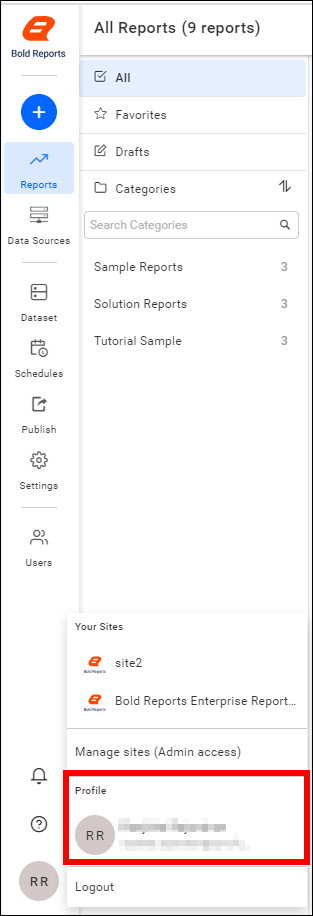 Bold Reports
All Reports (9 reports)
All
Favorites
Drafts
Categories
Search Categories
Sample Reports 3
Solution Reports 3
Tutorial Sample 3
Reports
Data Sources
Dataset
Schedules
Publish
Settings
Users
Your Sites
Bold Reports
site2
Bold Reports
Bold Reports Enterprise Report...
Manage sites (Admin access)
Profile
RR
Logout
RR